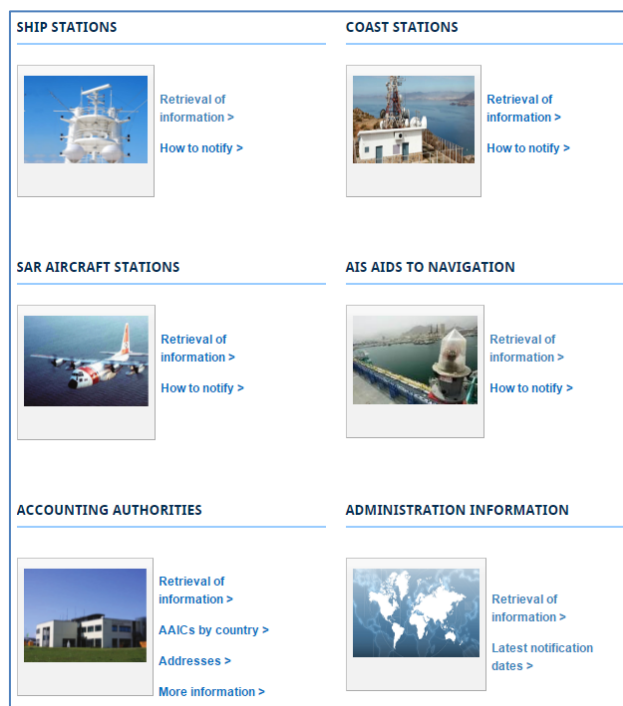 SHIP STATIONS
Retrieval of
information >
How to notify >
COAST STATIONS
Retrieval of
information >
How to notify >
SAR AIRCRAFT STATIONS
Retrieval of
information >
How to notify >
AIS AIDS TO NAVIGATION
Retrieval of
information >
How to notify >
ACCOUNTING AUTHORITIES
Retrieval of
information >
AAICs by country >
Addresses >
More information >
ADMINISTRATION INFORMATION
Retrieval of
information >
Latest notification
dates >